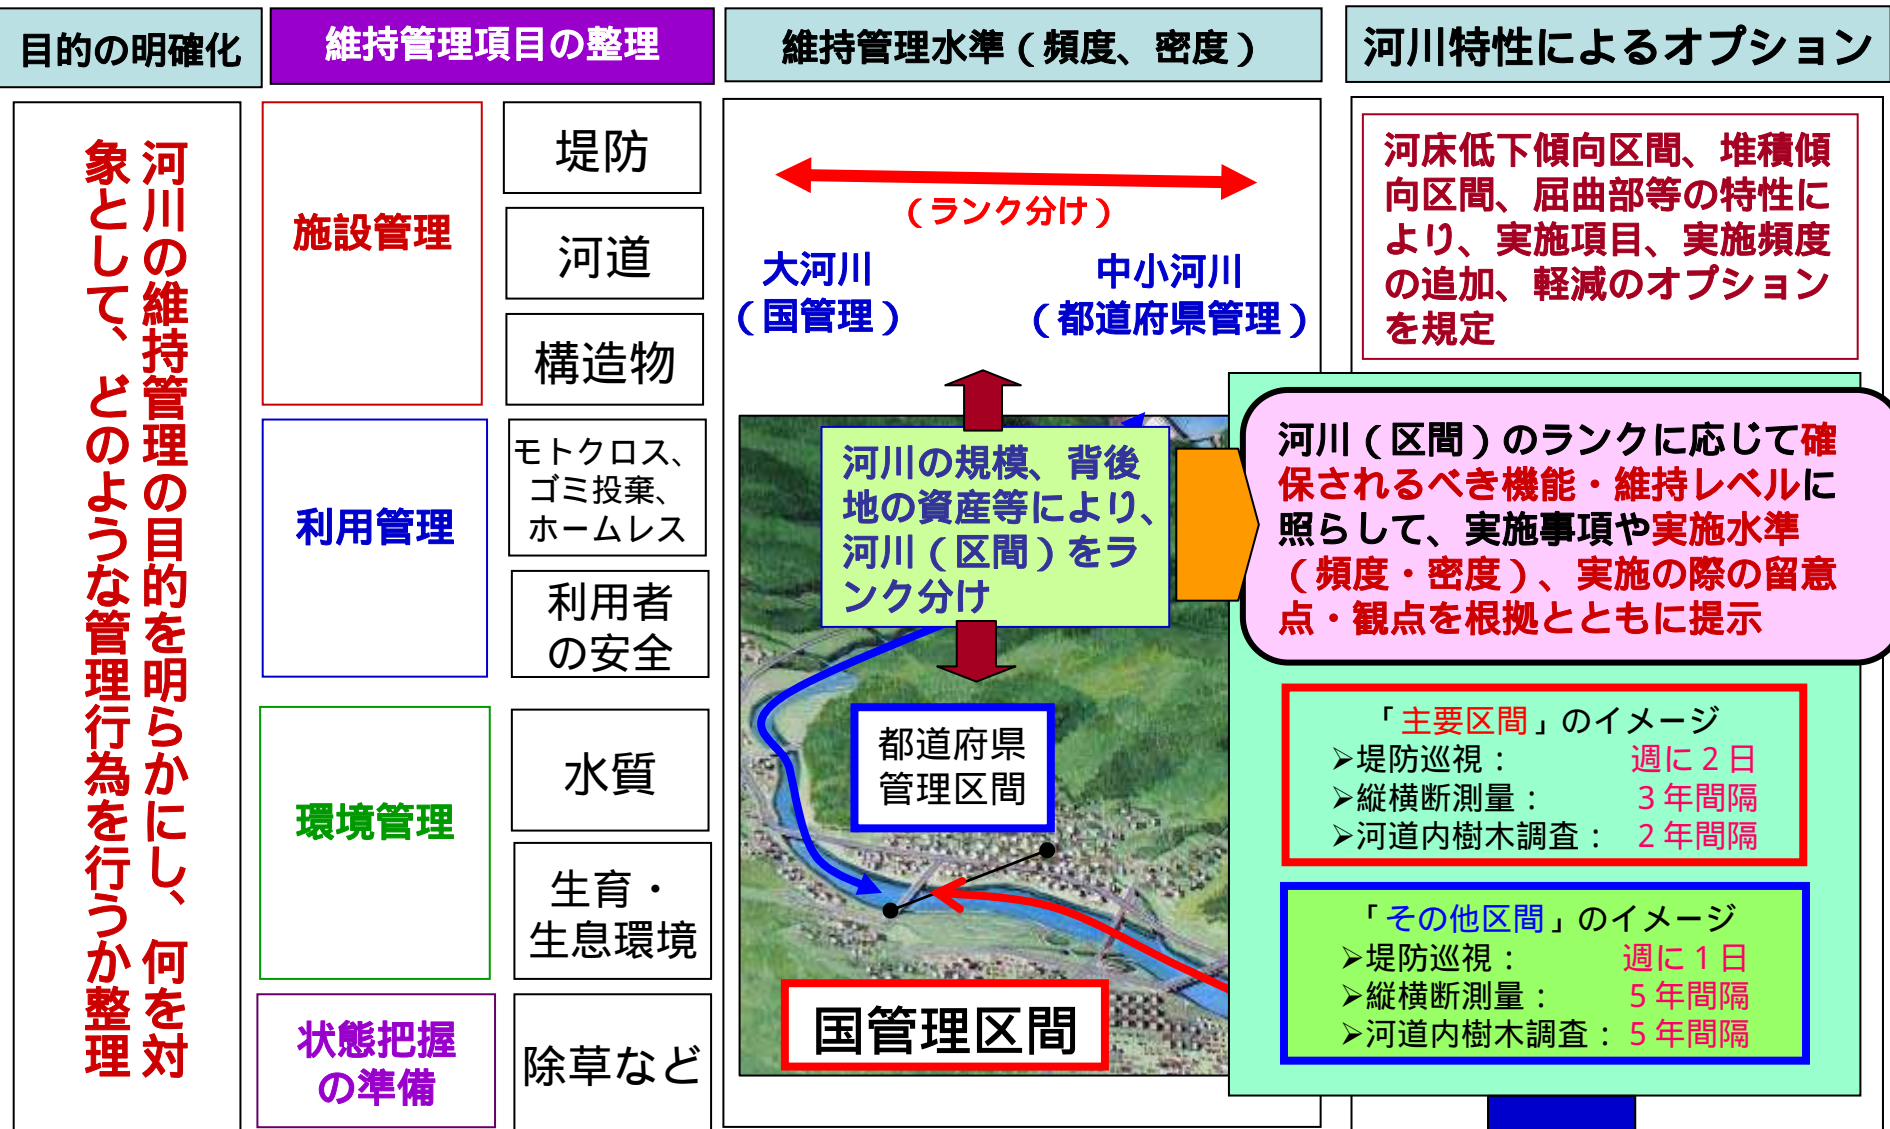 目的の明確化
維持管理項目の整理
維持管理水準（頻度、密度）
河川特性によるオプション
河川の維持管理の目的を明らかにし、何を対
象として、どのような管理行為を行うか整理
施設管理
堤防
河道
構造物
利用管理
モトクロス、
ゴミ投棄、
ホームレス
利用者
の安全
環境管理
水質
生育・
生息環境
状態把握
の準備
除草など
（ランク分け）
大河川
（国管理）
中小河川
（都道府県管理）
河川の規模、背後
地の資産等により、
河川（区間）をラ
ンク分け
都道府県
管理区間
国管理区間
河床低下傾向区間、堆積傾
向区間、屈曲部等の特性に
より、実施項目、実施頻度
の追加、軽減のオプション
を規定
河川（区間）のランクに応じて確
保されるべき機能・維持レベルに
照らして、実施事項や実施水準
（頻度・密度）、実施の際の留意
点・観点を根拠とともに提示
「主要区間」のイメージ
➢堤防巡視： 週に2日
➢縦横断測量： 3年間隔
➢河道内樹木調査： 2年間隔
「その他区間」のイメージ
➢堤防巡視： 週に1日
➢縦横断測量： 5年間隔
➢河道内樹木調査： 5年間隔